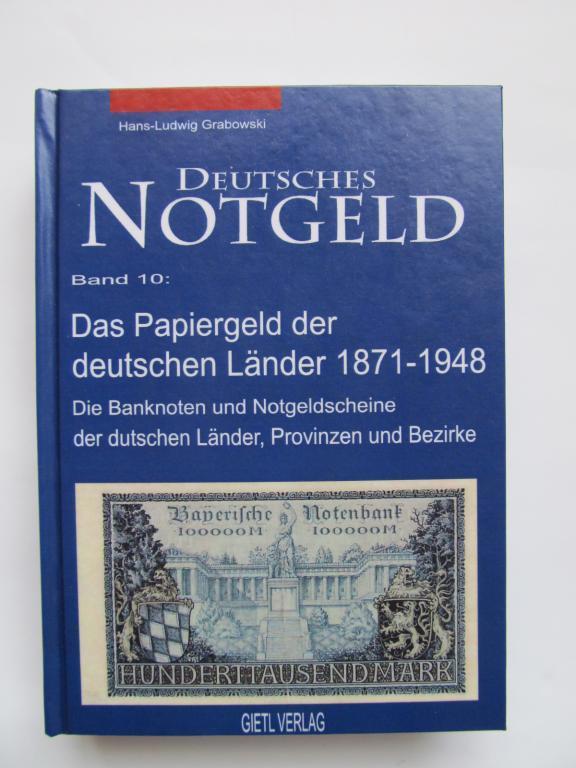 Hans-Ludwig Grabowski
DEUTSCHES
NOTGELD
Band 10:
Das Papiergeld der
deutschen Länder 1871-1948
Die Banknoten und Notgeldscheine
der dutschen Länder, Provinzen und Bezirke
Bayerische Notenbank
100000M 100000M
HUNDERTTAUSEND MARK
GIETL VERLAG